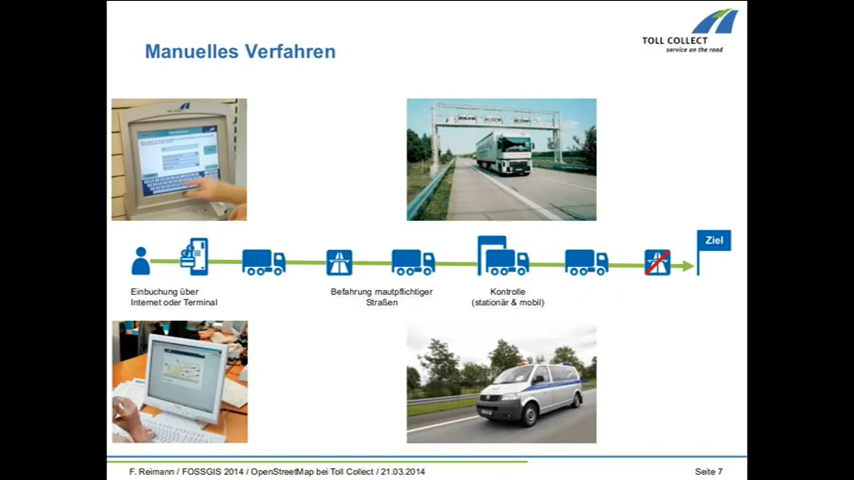 TOLL COLLECT
service on the road
Manuelles Verfahren
Ziel
Einbuchung über
Internet oder Terminal
Befahrung mautpflichtiger
Straßen
Kontrolle
(stationär & mobil)
F. Reimann / FOSSGIS 2014 / OpenStreetMap bei Toll Collect / 21.03.2014
Seite 7